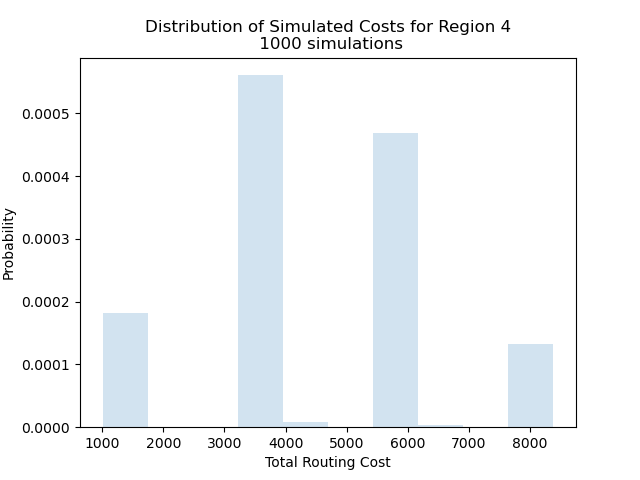 Distribution of Simulated Costs for Region 4
1000 simulations
Probability
0.0005
0.0004
0.0003
0.0002
0.0001
0.0000
1000 2000 3000 4000 5000 6000 7000 8000
Total Routing Cost